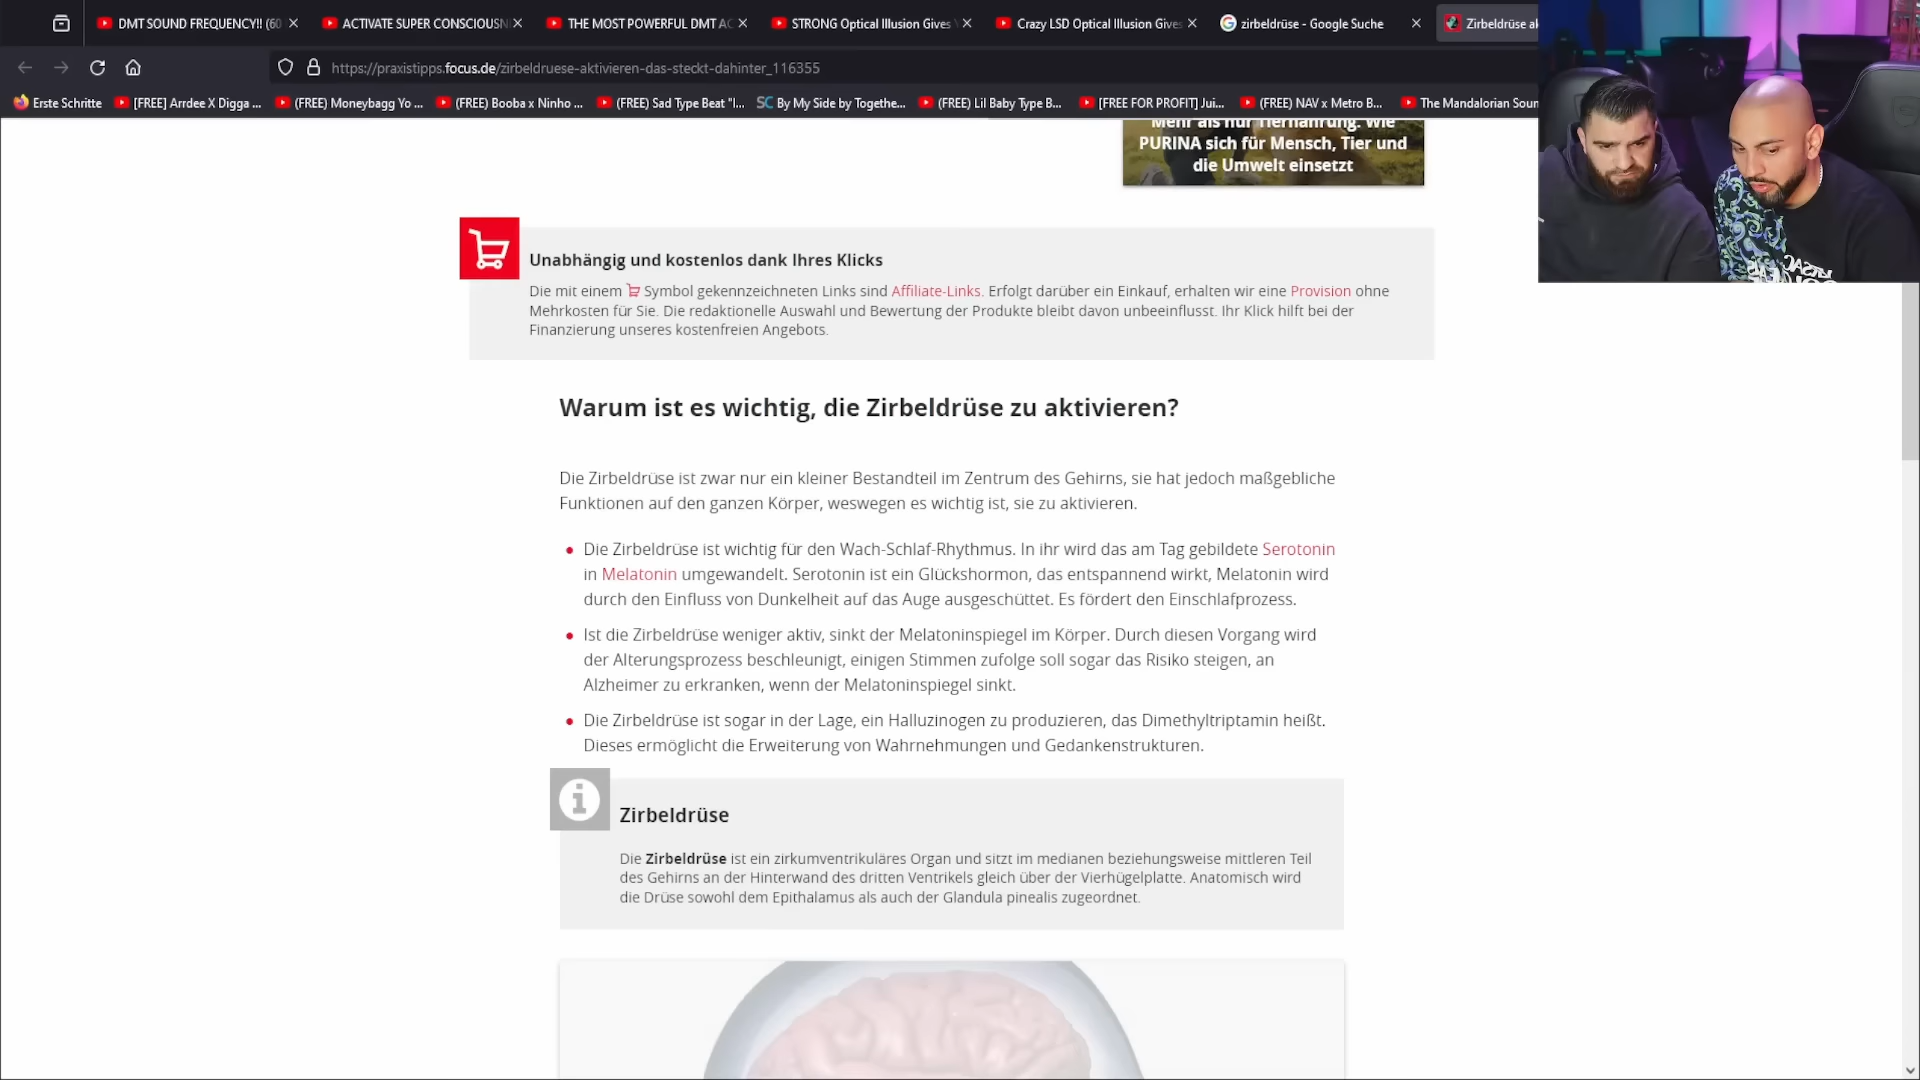 DMT SOUND FREQUENCY!! (60
ACTIVATE SUPER CONSCIOUSN
THE MOST POWERFUL DMT AC
STRONG Optical Illusion Gives
Crazy LSD Optical Illusion Gives
zirbeldrüse - Google Suche
Zirbeldrüse ak
https://praxistipps.focus.de/zirbeldruese-aktivieren-das-steckt-dahinter_116355
Erste Schritte
[FREE] Arrdee X Digga ...
(FREE) Moneybagg Yo ...
(FREE) Booba x Ninho ...
(FREE) Sad Type Beat "I...
By My Side by Togethe...
(FREE) Lil Baby Type B...
[FREE FOR PROFIT] Jui...
(FREE) NAV x Metro B...
The Mandalorian Soun
Mehr als nur Tiernahrung: Wie
PURINA sich für Mensch, Tier und
die Umwelt einsetzt
Unabhängig und kostenlos dank Ihres Klicks
Die mit einem Symbol gekennzeichneten Links sind Affiliate-Links. Erfolgt darüber ein Einkauf, erhalten wir eine Provision ohne
Mehrkosten für Sie. Die redaktionelle Auswahl und Bewertung der Produkte bleibt davon unbeeinflusst. Ihr Klick hilft bei der
Finanzierung unseres kostenfreien Angebots.
Warum ist es wichtig, die Zirbeldrüse zu aktivieren?
Die Zirbeldrüse ist zwar nur ein kleiner Bestandteil im Zentrum des Gehirns, sie hat jedoch maßgebliche
Funktionen auf den ganzen Körper, weswegen es wichtig ist, sie zu aktivieren.
Die Zirbeldrüse ist wichtig für den Wach-Schlaf-Rhythmus. In ihr wird das am Tag gebildete Serotonin
in Melatonin umgewandelt. Serotonin ist ein Glückshormon, das entspannend wirkt, Melatonin wird
durch den Einfluss von Dunkelheit auf das Auge ausgeschüttet. Es fördert den Einschlafprozess.
Ist die Zirbeldrüse weniger aktiv, sinkt der Melatoninspiegel im Körper. Durch diesen Vorgang wird
der Alterungsprozess beschleunigt, einigen Stimmen zufolge soll sogar das Risiko steigen, an
Alzheimer zu erkranken, wenn der Melatoninspiegel sinkt.
Die Zirbeldrüse ist sogar in der Lage, ein Halluzinogen zu produzieren, das Dimethyltriptamin heißt.
Dieses ermöglicht die Erweiterung von Wahrnehmungen und Gedankenstrukturen.
Zirbeldrüse
Die Zirbeldrüse ist ein zirkumventrikuläres Organ und sitzt im medianen beziehungsweise mittleren Teil
des Gehirns an der Hinterwand des dritten Ventrikels gleich über der Vierhügelplatte. Anatomisch wird
die Drüse sowohl dem Epithalamus als auch der Glandula pinealis zugeordnet.